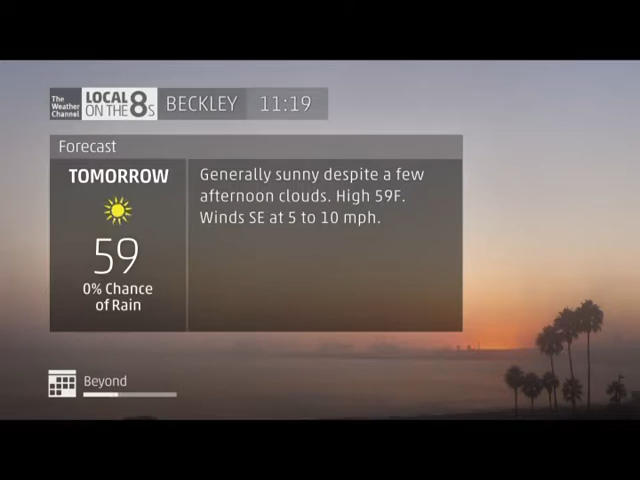 The
Weather
Channel
LOCAL
ON THE 8s
BECKLEY 11:19
Forecast
TOMORROW
59
0% Chance
of Rain
Generally sunny despite a few
afternoon clouds. High 59F.
Winds SE at 5 to 10 mph.
Beyond